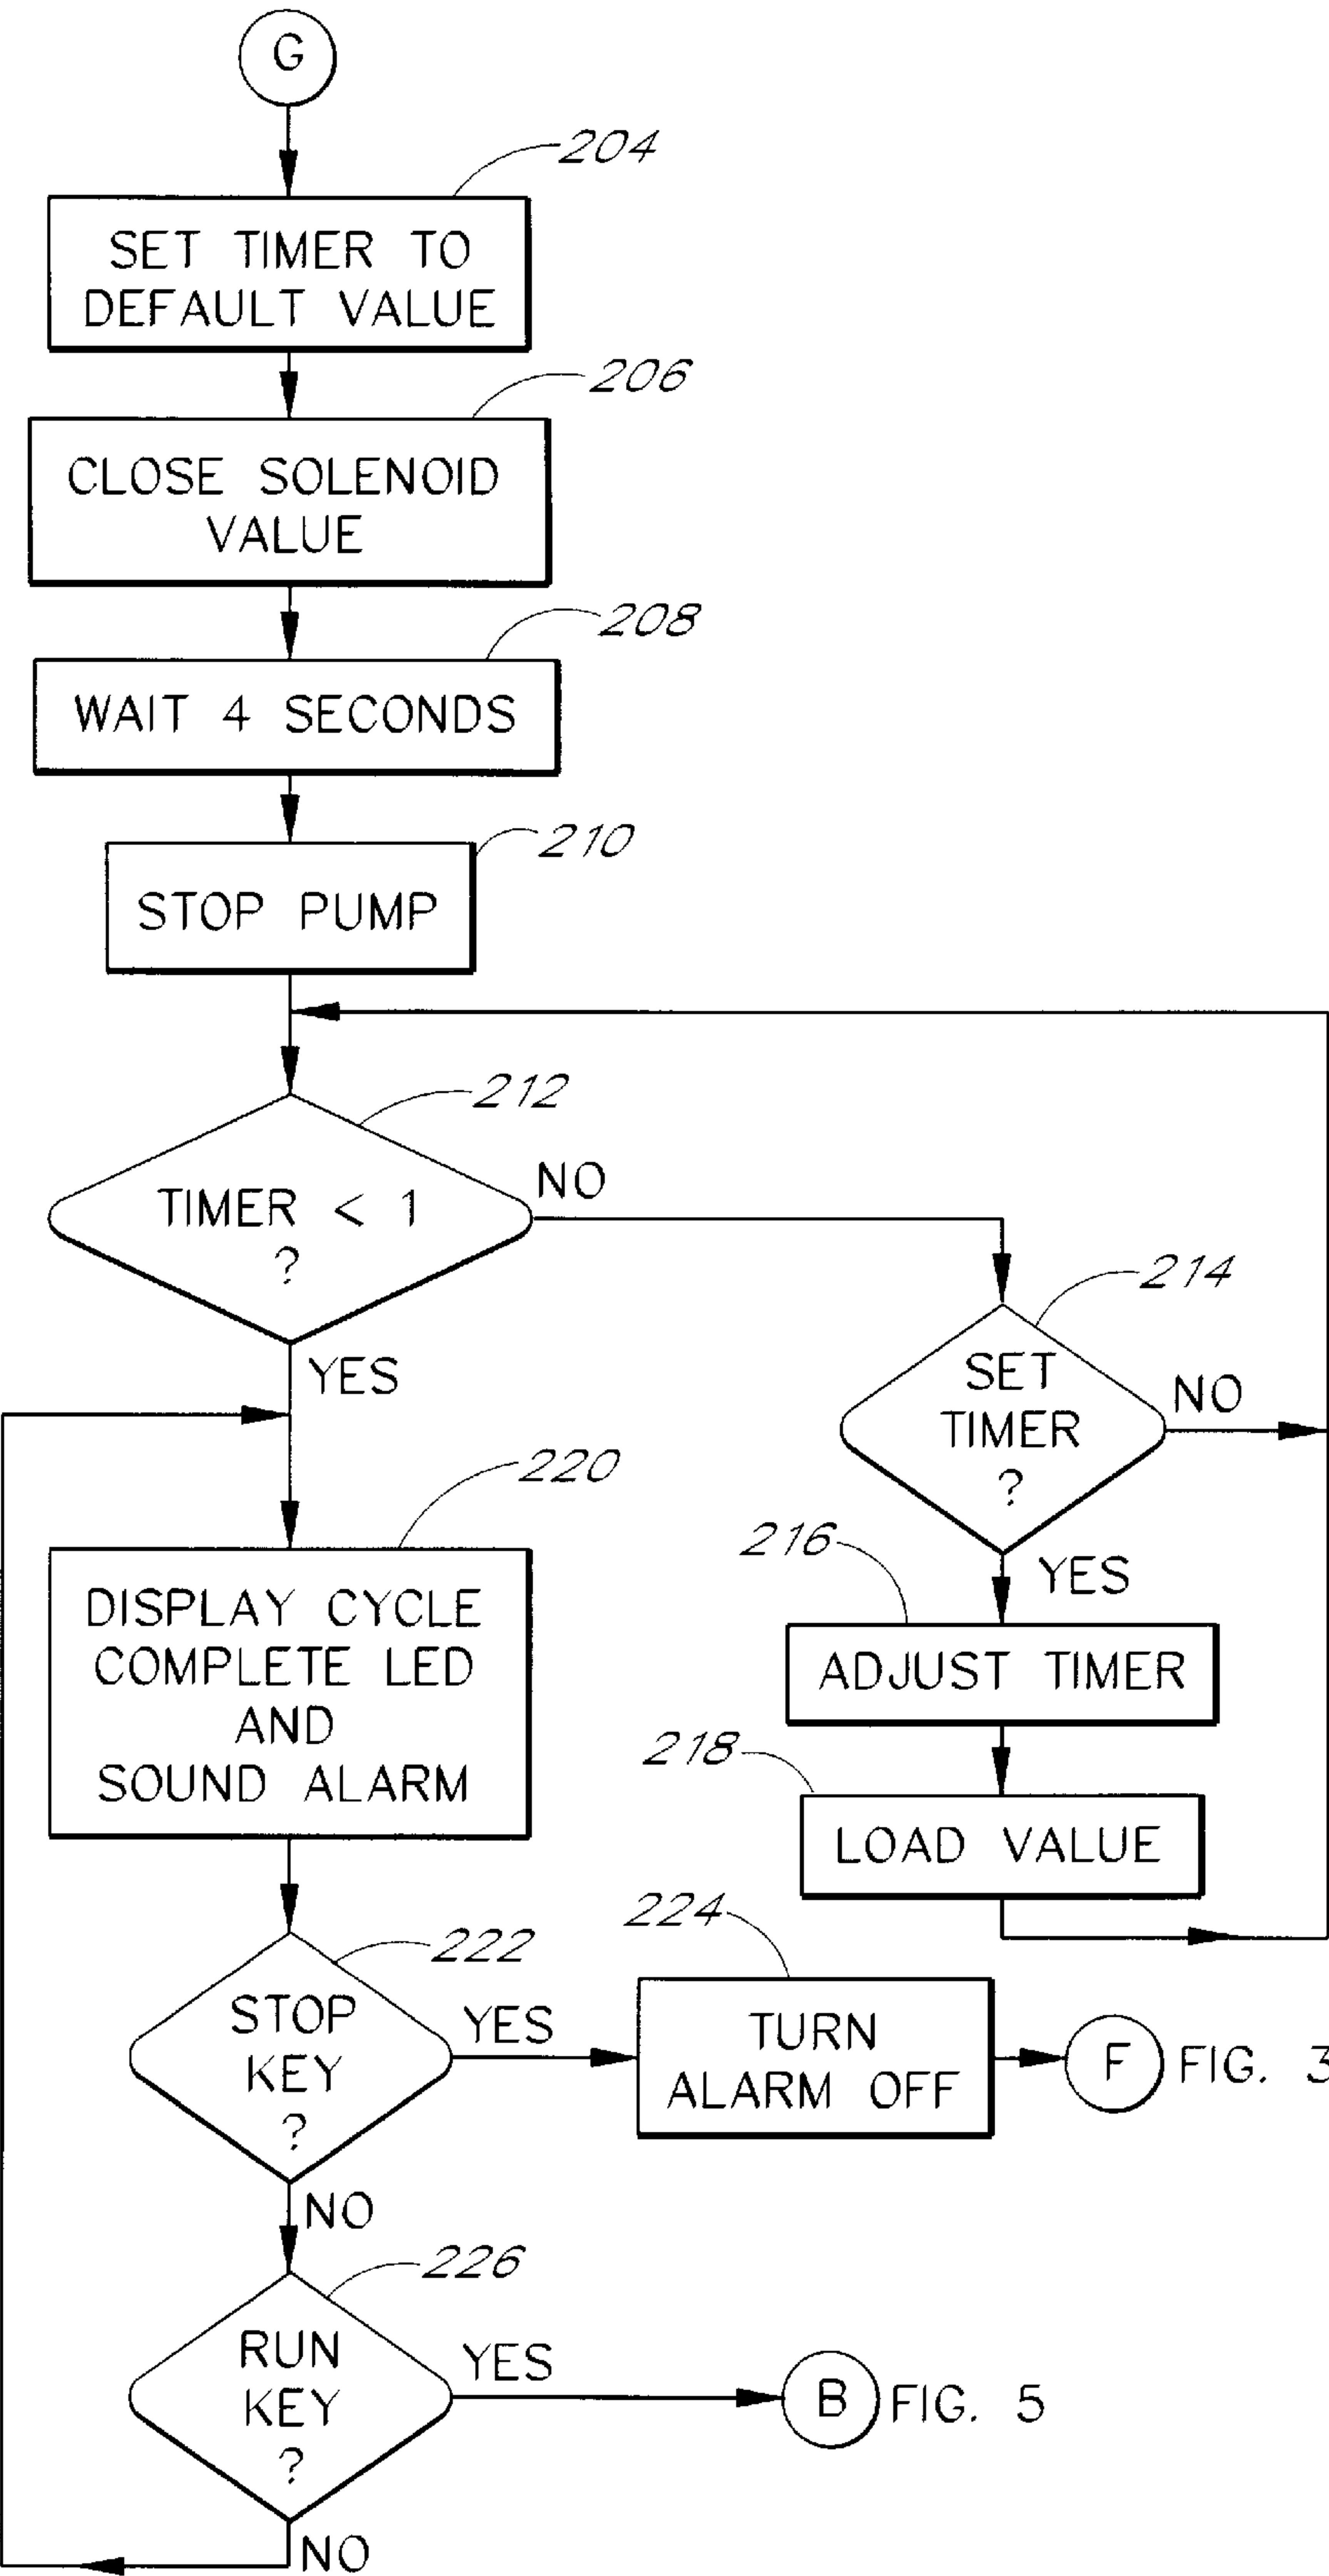 G
204
SET TIMER TO
DEFAULT VALUE
206
CLOSE SOLENOID
VALUE
208
WAIT 4 SECONDS
210
STOP PUMP
212
TIMER < 1
?
NO
YES
214
SET
TIMER
?
NO
YES
216
ADJUST TIMER
218
LOAD VALUE
220
DISPLAY CYCLE
COMPLETE LED
AND
SOUND ALARM
222
STOP
KEY
?
YES
NO
224
TURN
ALARM OFF
F
FIG. 3
226
RUN
KEY
?
YES
NO
B
FIG. 5